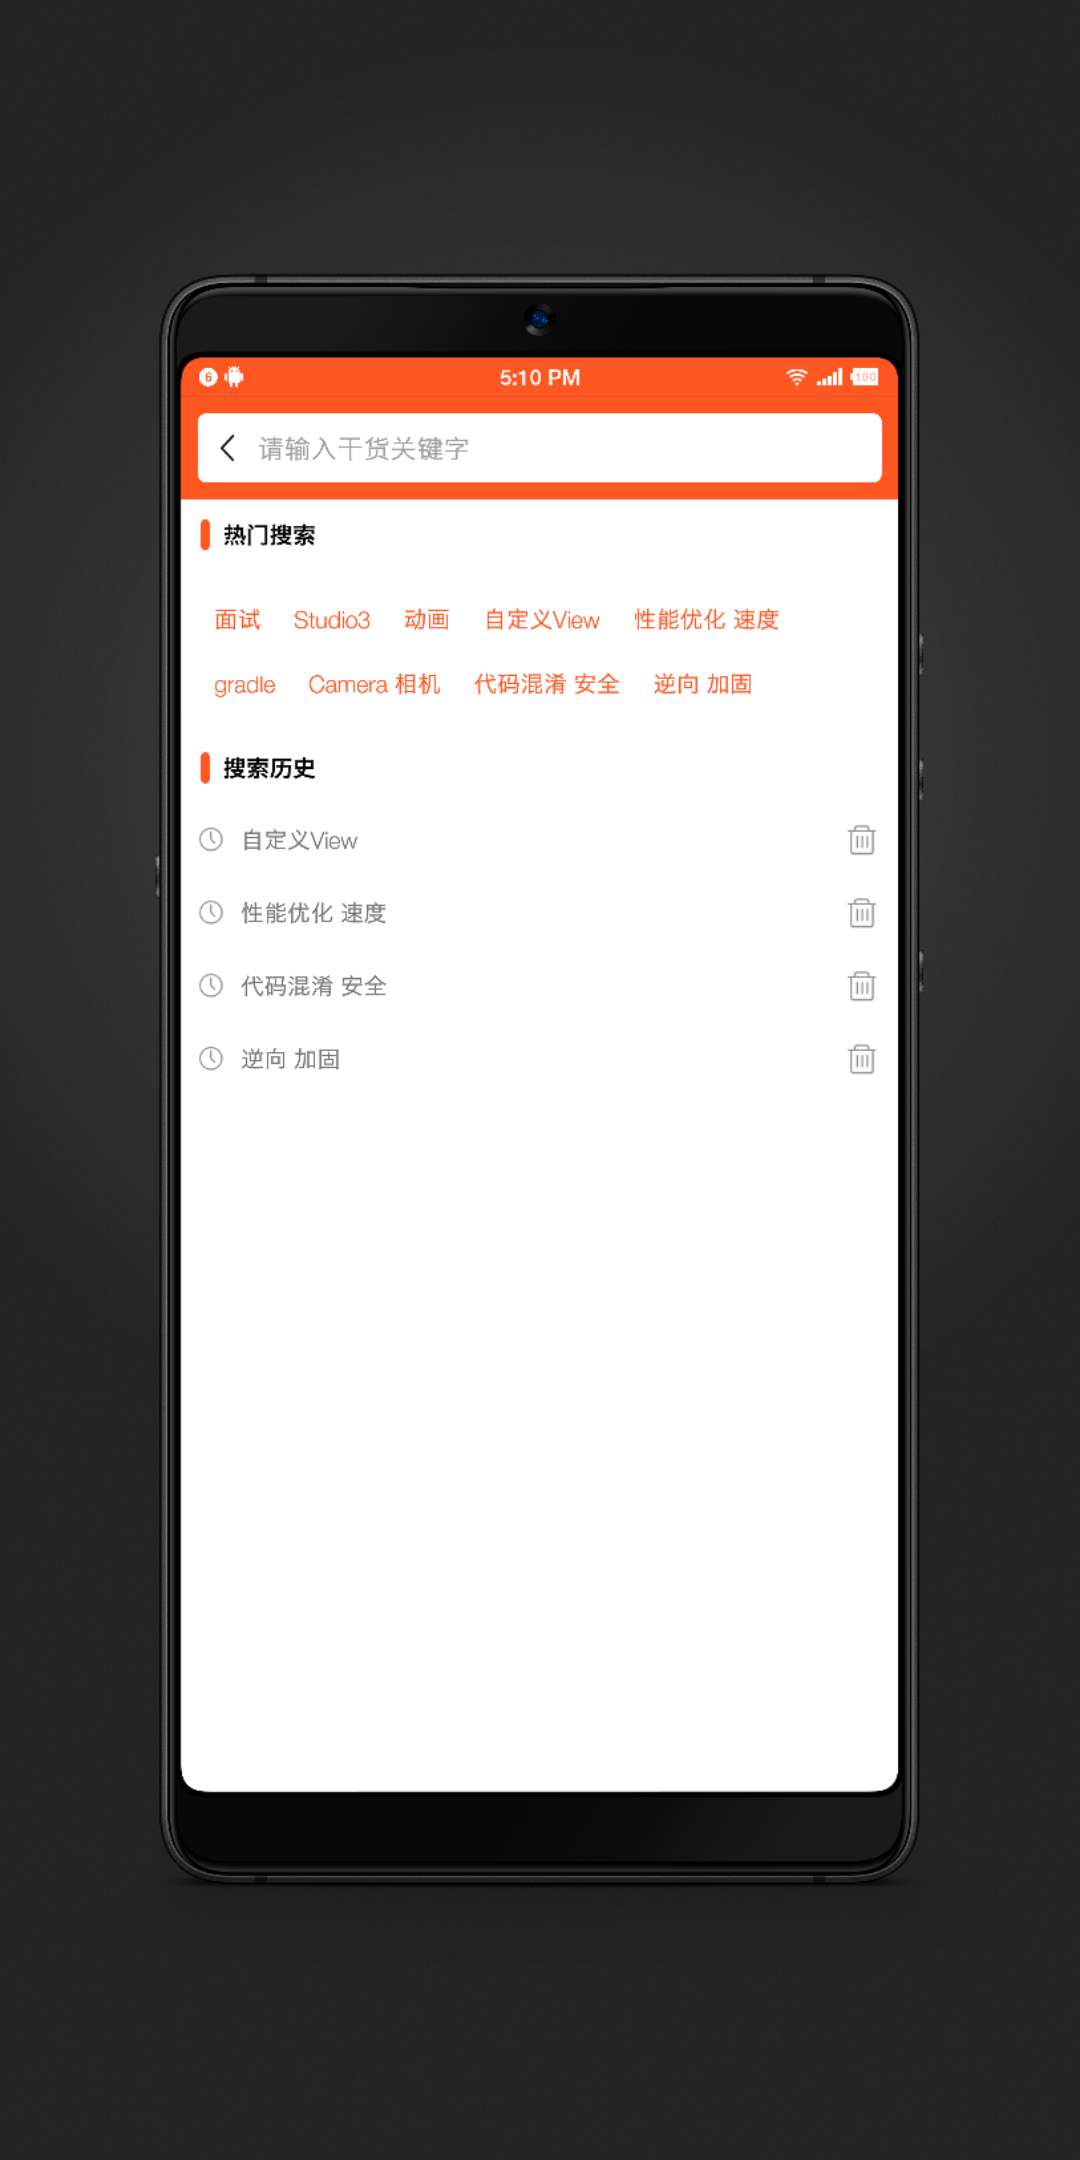 6 5:10 PM 100
请输入干货关键字
热门搜索
面试 Studio3 动画 自定义View 性能优化 速度
gradle Camera 相机 代码混淆 安全 逆向 加固
搜索历史
自定义View
性能优化 速度
代码混淆 安全
逆向 加固